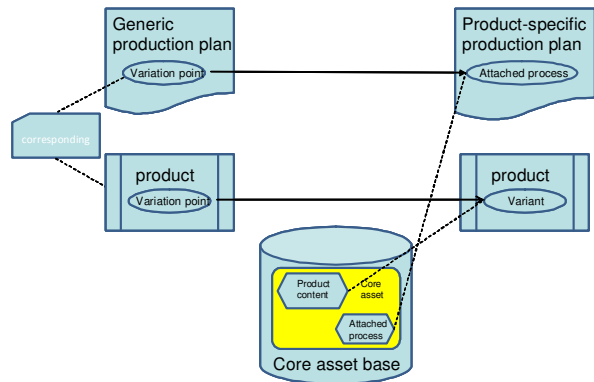 Generic
production plan
Variation point
Product-specific
production plan
Attached process
corresponding
product
Variation point
product
Variant
Product
content
Core
asset
Attached
process
Core asset base